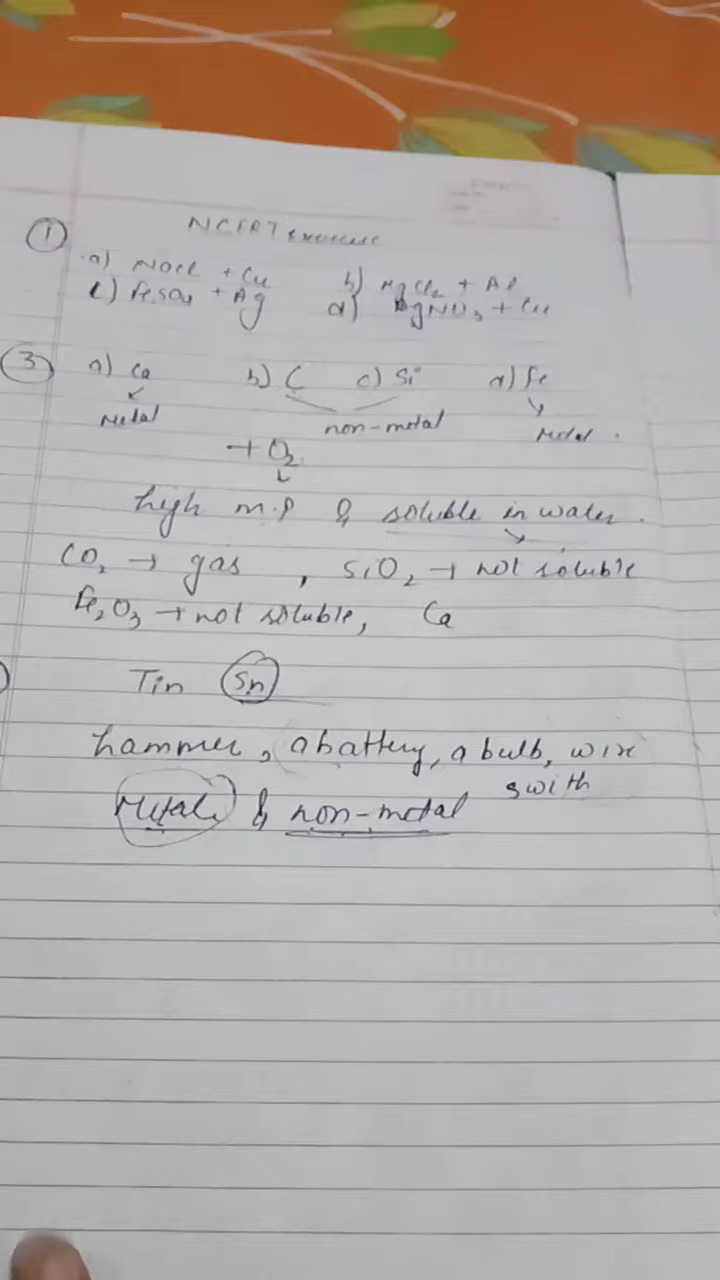 ① NCERT Exercise
a) NaCl + Cu b) MgCl₂ + Al
c) FeSO₄ + Ag d) AgNO₃ + Cu
③ a) Ca b) C c) Si d) Fe
Metal non-metal Metal.
+ O₂
high m.p & soluble in water.
CO₂ → gas , SiO₂ → not soluble
Fe₂O₃ → not soluble, Ca
Tin Sn
hammer, a battery, a bulb, wire
swith
Metals & non-metal